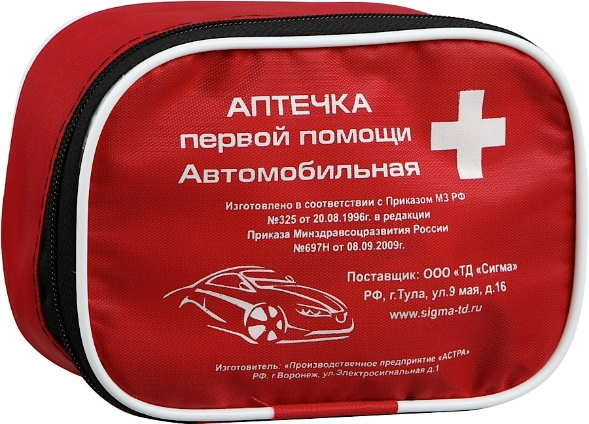 АПТЕЧКА
первой помощи
Автомобильная
Изготовлено в соответствии с Приказом МЗ РФ
№325 от 20.08.1996г. в редакции
Приказа Минздравсоцразвития России
№697Н от 08.09.2009г.
Поставщик: ООО «ТД «Сигма»
РФ, г.Тула, ул.9 мая, д.16
www.sigma-td.ru
Изготовитель: «Производственное предприятие «АСТРА»
РФ, г.Воронеж, ул.Электросигнальная д.1